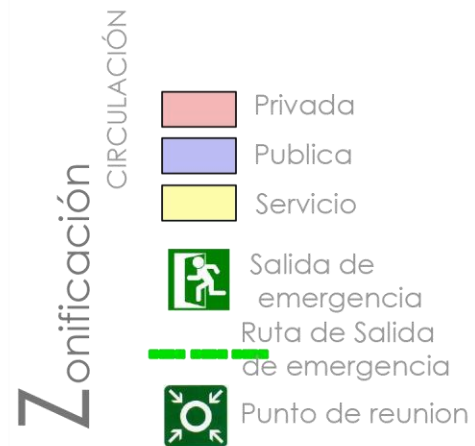 Zonificación
CIRCULACIÓN
Privada
Publica
Servicio
Salida de
emergencia
Ruta de Salida
de emergencia
Punto de reunion